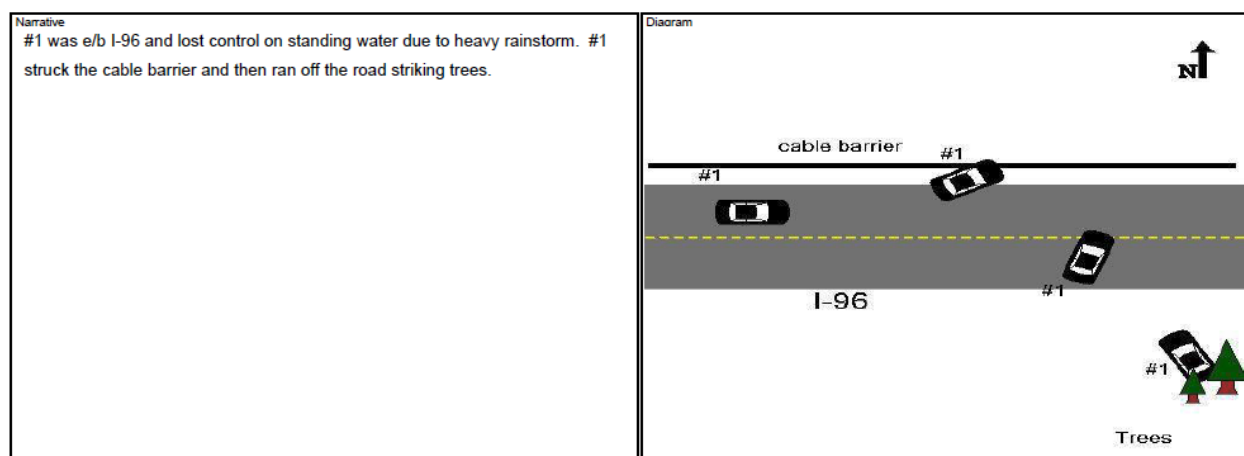 Narrative
#1 was e/b I-96 and lost control on standing water due to heavy rainstorm. #1
struck the cable barrier and then ran off the road striking trees.
Diagram
N
cable barrier
#1
#1
#1
I-96
#1
Trees